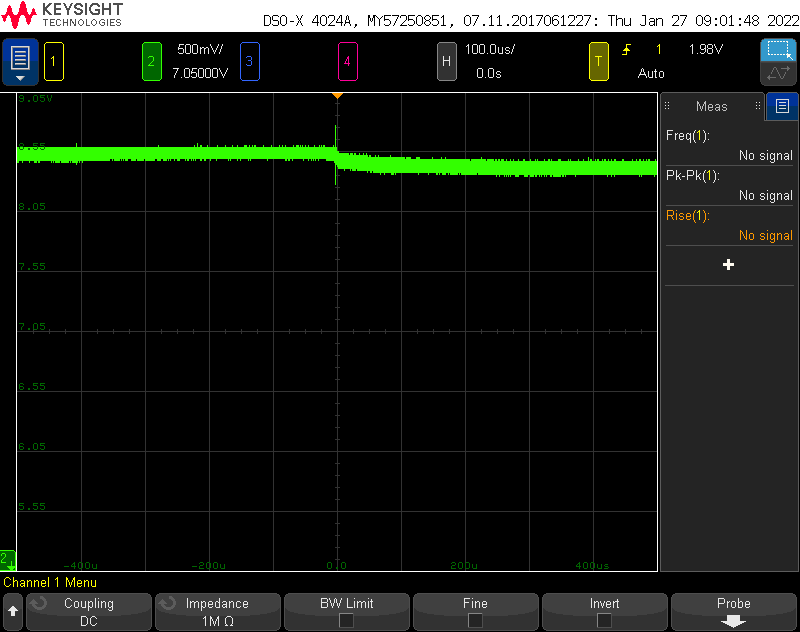 KEYSIGHT
TECHNOLOGIES
DSO-X 4024A, MY57250851, 07.11.2017061227: Thu Jan 27 09:01:48 2022
1
2
500mV/
7.05000V
3
4
H
100.0us/
0.0s
T
1
1.98V
Auto
9.05V
8.55
8.05
7.55
7.05
6.55
6.05
5.55
-400u
-200u
0.0
200u
400us
2
Meas
Freq(1):
No signal
Pk-Pk(1):
No signal
Rise(1):
No signal
Channel 1 Menu
Coupling
DC
Impedance
1M Ω
BW Limit
Fine
Invert
Probe